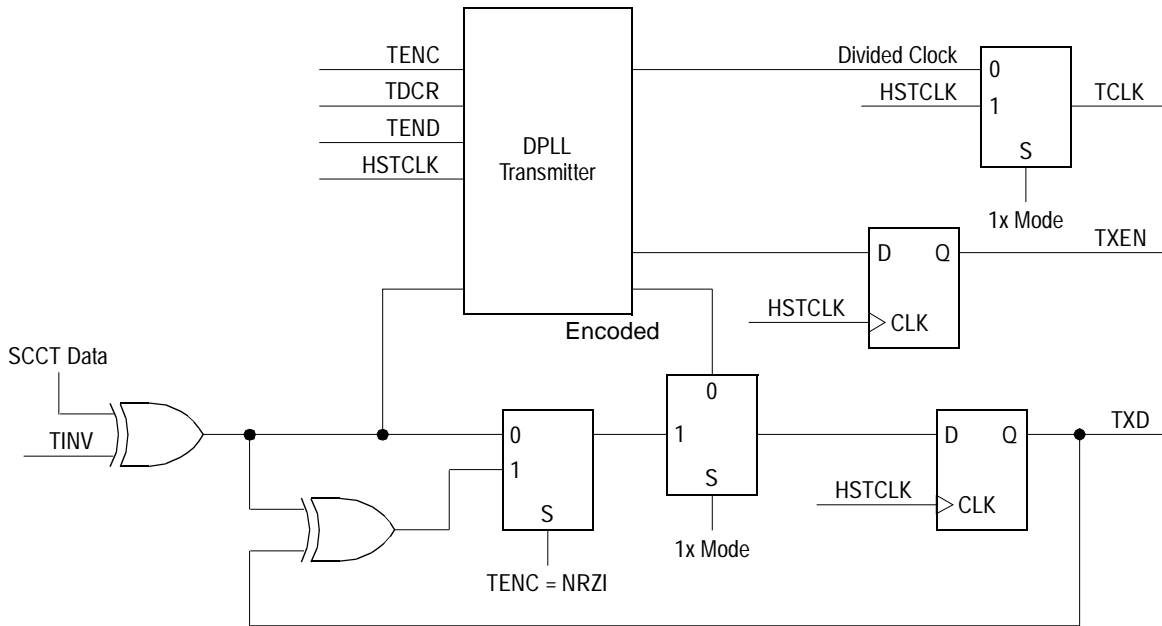 TENC
TDCR
TEND
HSTCLK
DPLL
Transmitter
Divided Clock
HSTCLK
0
1
S
TCLK
1x Mode
D
Q
TXEN
HSTCLK
CLK
Encoded
SCCT Data
TINV
0
1
S
TENC = NRZI
0
1
S
1x Mode
D
Q
TXD
HSTCLK
CLK